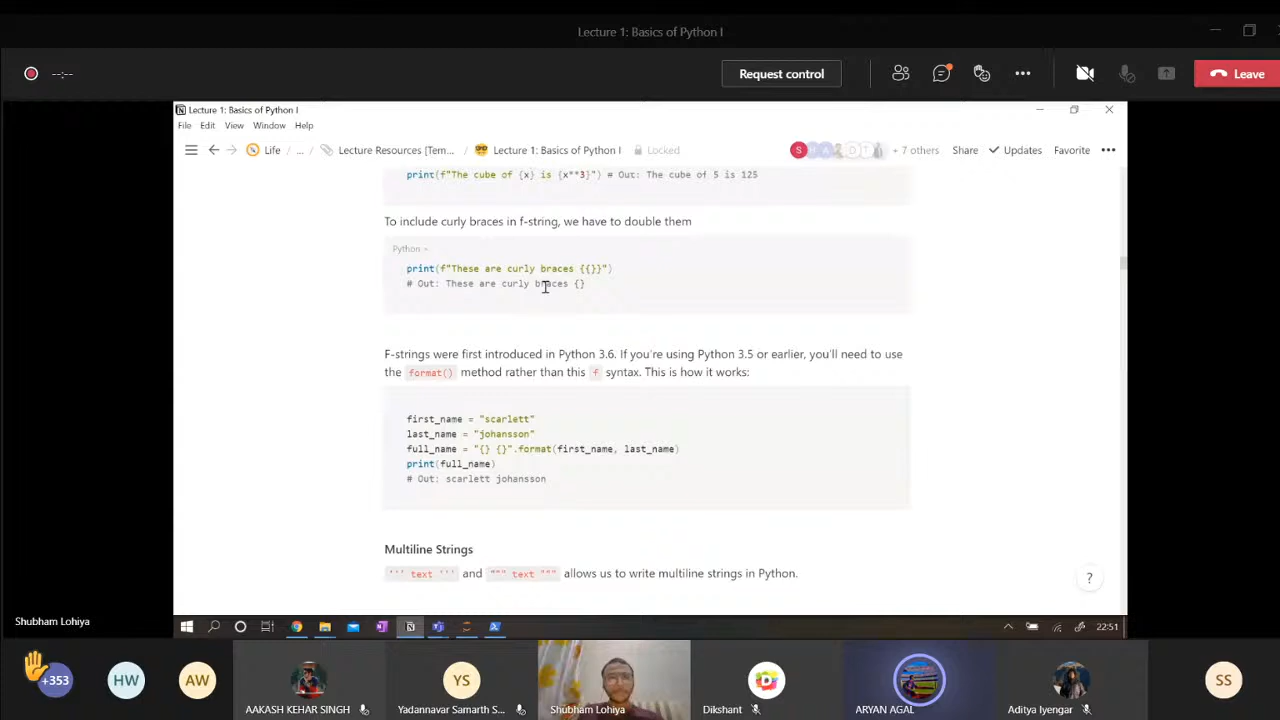 Lecture 1: Basics of Python I
--:--
Request control
Leave
Lecture 1: Basics of Python I
File Edit View Window Help
Life / ... / Lecture Resources [Tem... / Lecture 1: Basics of Python I Locked
S H A D T + 7 others Share Updates Favorite
print(f"The cube of {x} is {x**3}") # Out: The cube of 5 is 125
To include curly braces in f-string, we have to double them
Python
print(f"These are curly braces {{}}")
# Out: These are curly braces {}
F-strings were first introduced in Python 3.6. If you're using Python 3.5 or earlier, you'll need to use
the format() method rather than this f syntax. This is how it works:
first_name = "scarlett"
last_name = "johansson"
full_name = "{} {}".format(first_name, last_name)
print(full_name)
# Out: scarlett johansson
Multiline Strings
''' text ''' and """ text """ allows us to write multiline strings in Python.
?
Shubham Lohiya
22:51
+353
HW
AW
YS
SS
AAKASH KEHAR SINGH
Yadannavar Samarth S...
Shubham Lohiya
Dikshant
ARYAN AGAL
Aditya Iyengar